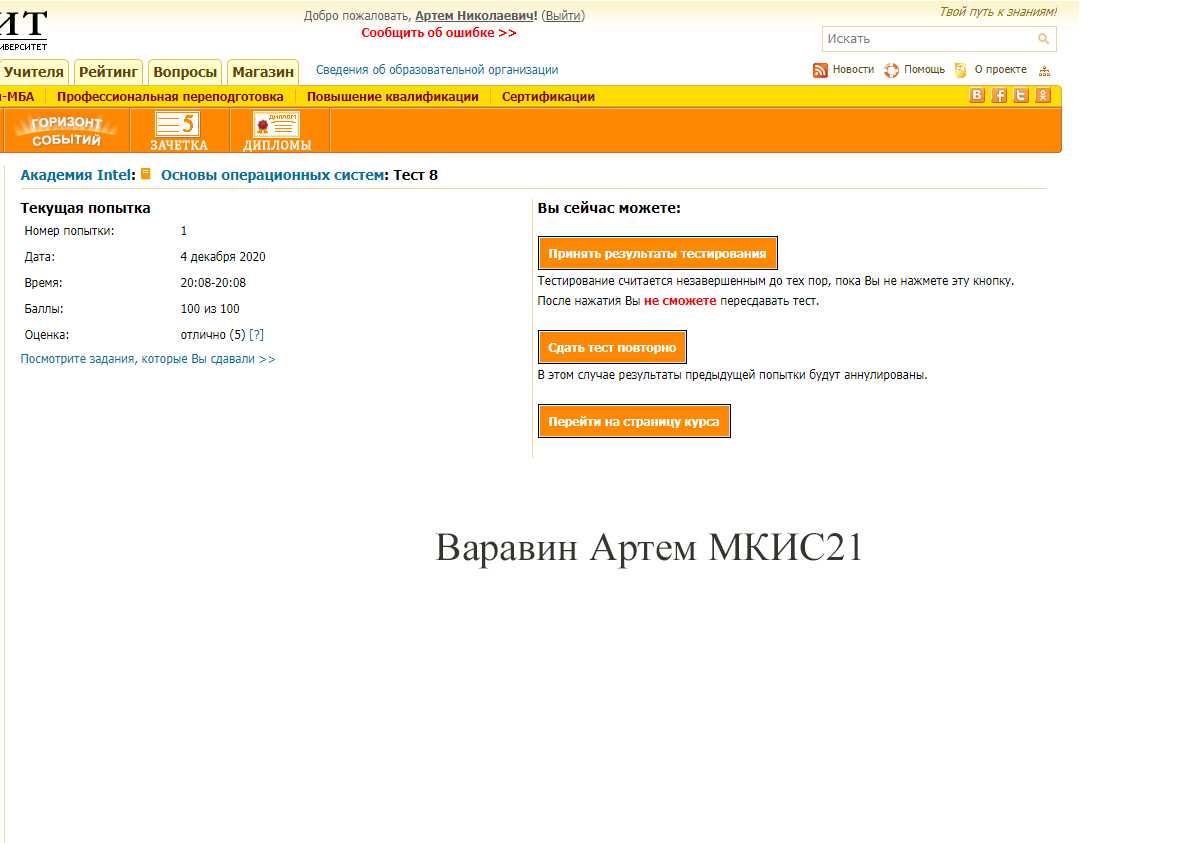 ИТ
Добро пожаловать, Артем Николаевич! (Выйти)
Твой путь к знаниям!
Сообщить об ошибке >>
Искать
Учителя Рейтинг Вопросы Магазин Сведения об образовательной организации Новости Помощь О проекте
-МБА Профессиональная переподготовка Повышение квалификации Сертификации
ГОРИЗОНТ СОБЫТИЙ
5 ЗАЧЕТКА
ДИПЛОМ ДИПЛОМЫ
Академия Intel: Основы операционных систем: Тест 8
Текущая попытка
Номер попытки: 1
Дата: 4 декабря 2020
Время: 20:08-20:08
Баллы: 100 из 100
Оценка: отлично (5) [?]
Посмотрите задания, которые Вы сдавали >>
Вы сейчас можете:
Принять результаты тестирования
Тестирование считается незавершенным до тех пор, пока Вы не нажмете эту кнопку.
После нажатия Вы не сможете пересдавать тест.
Сдать тест повторно
В этом случае результаты предыдущей попытки будут аннулированы.
Перейти на страницу курса
Варавин Артем МКИС21